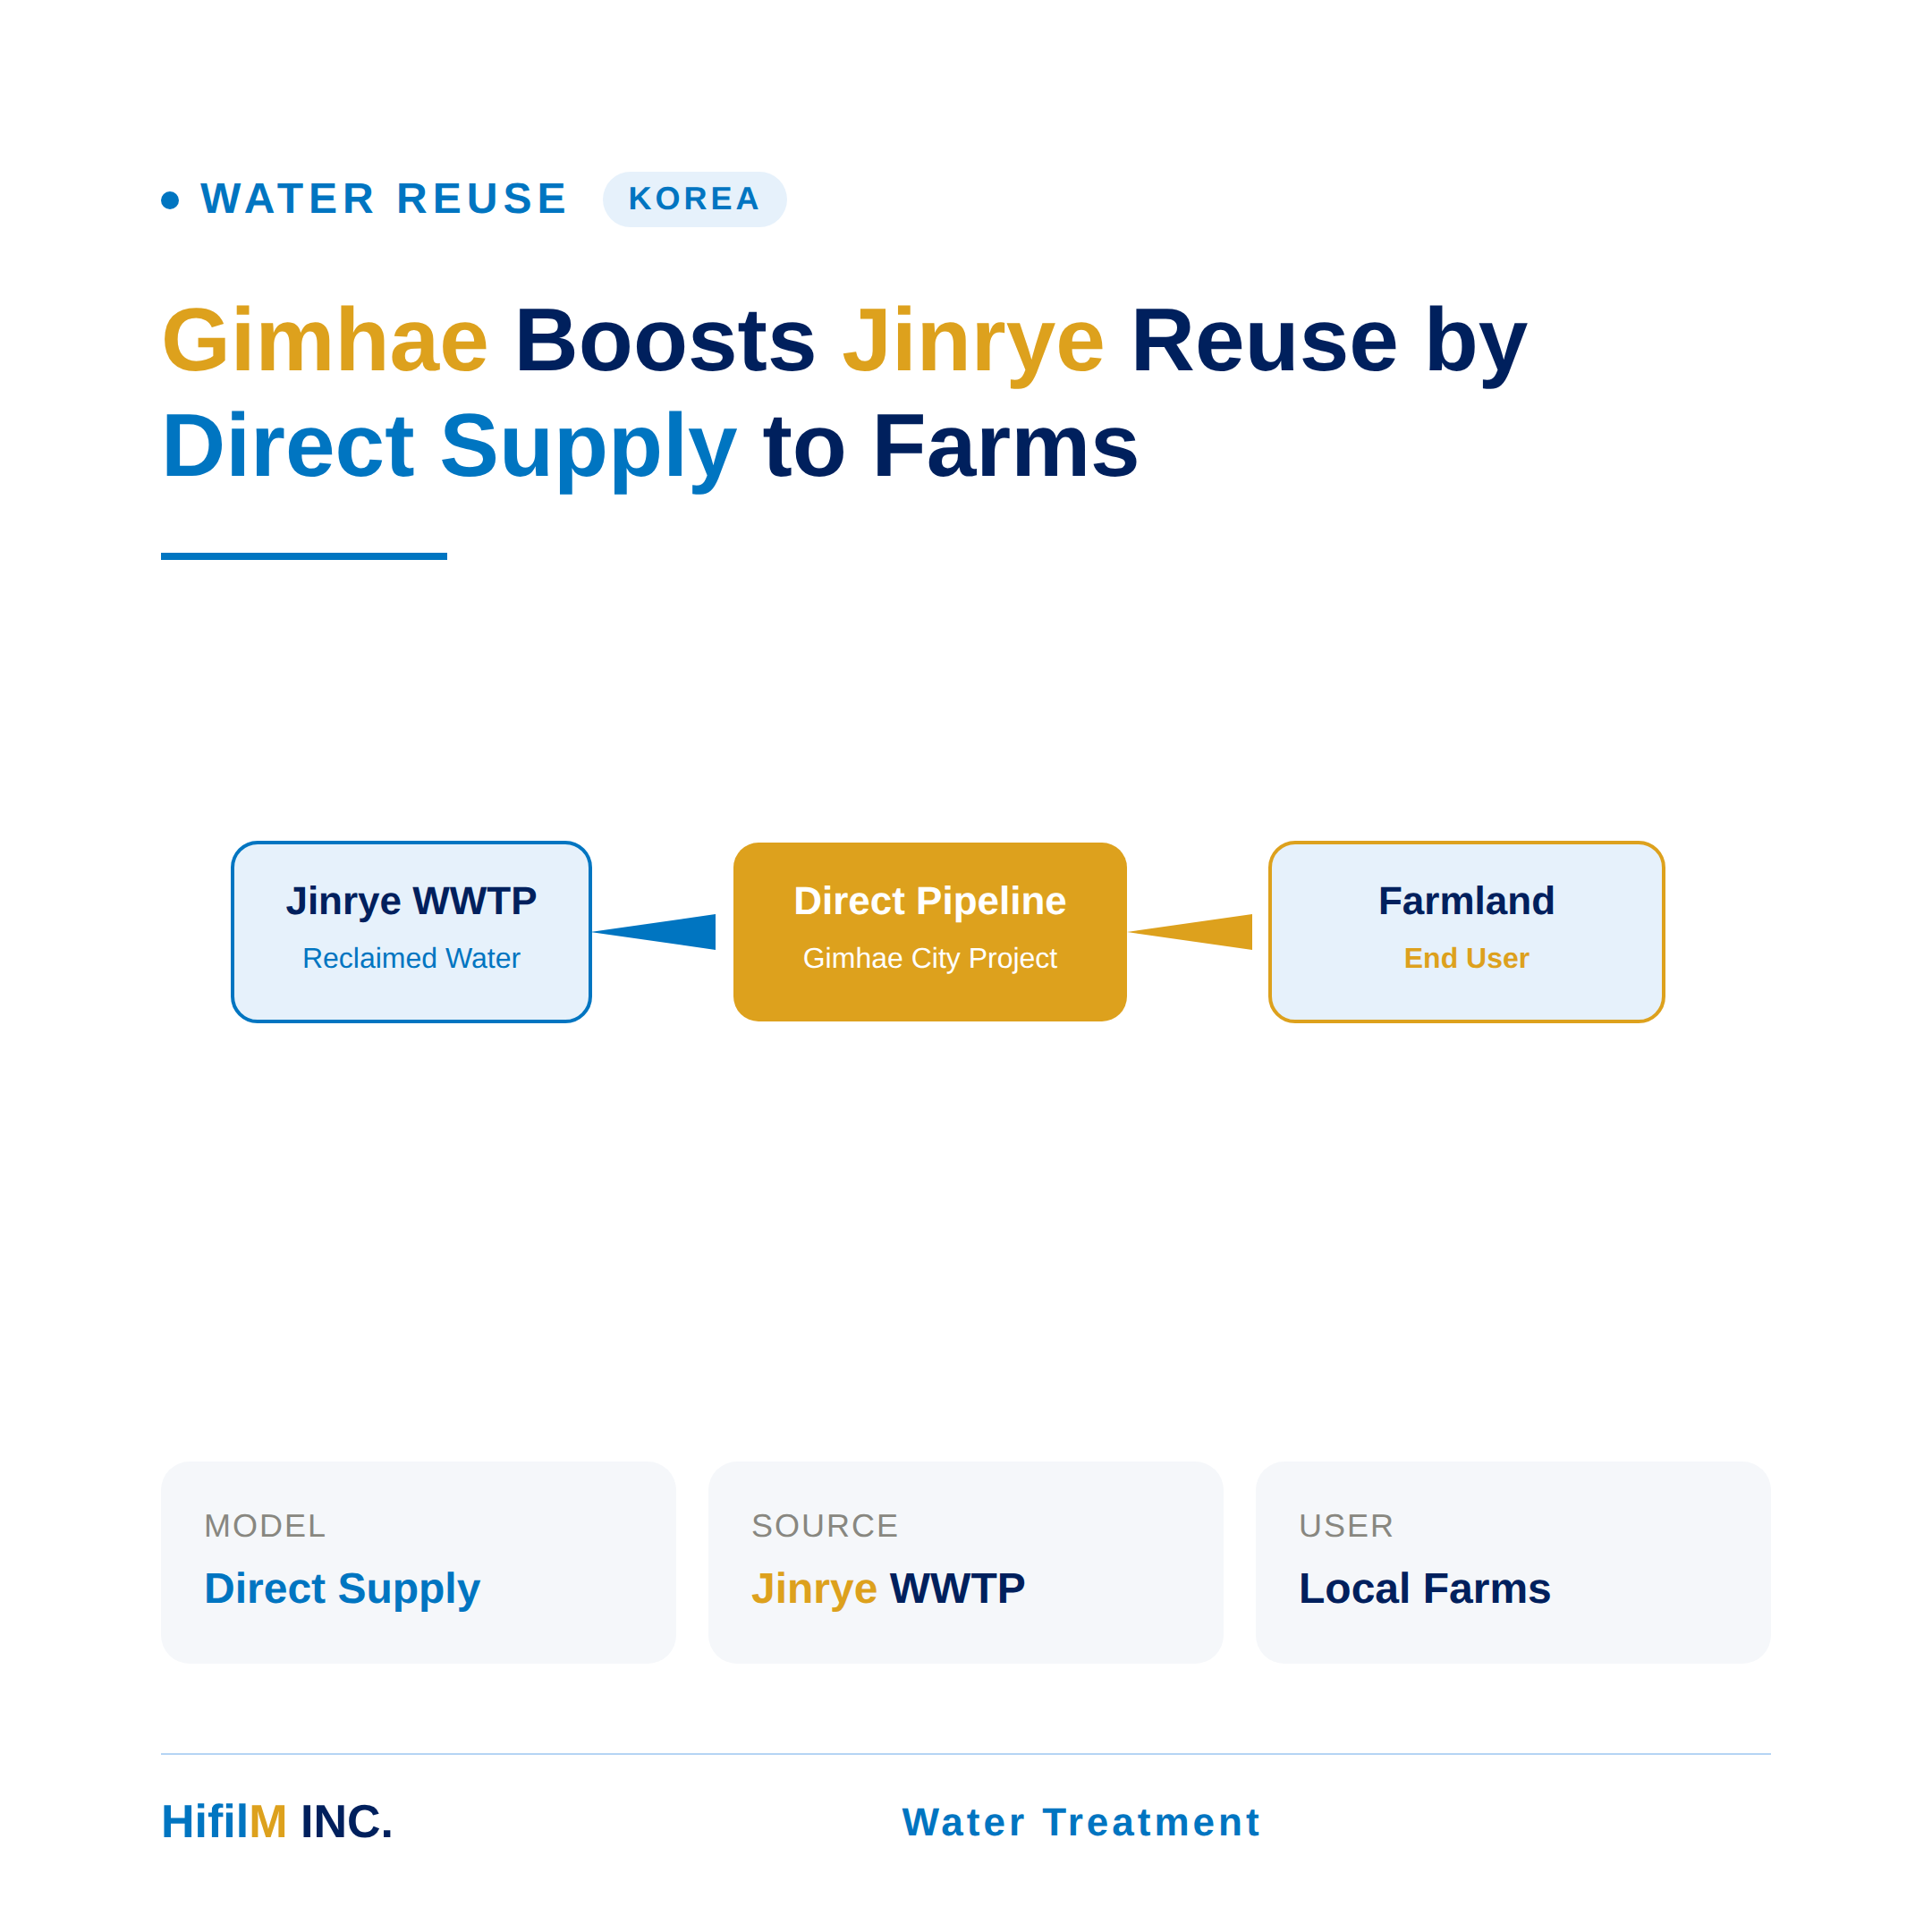 WATER REUSE KOREA
Gimhae Boosts Jinrye Reuse by
Direct Supply to Farms
Jinrye WWTP
Reclaimed Water
Direct Pipeline
Gimhae City Project
Farmland
End User
MODEL
Direct Supply
SOURCE
Jinrye WWTP
USER
Local Farms
HifilM INC.
Water Treatment